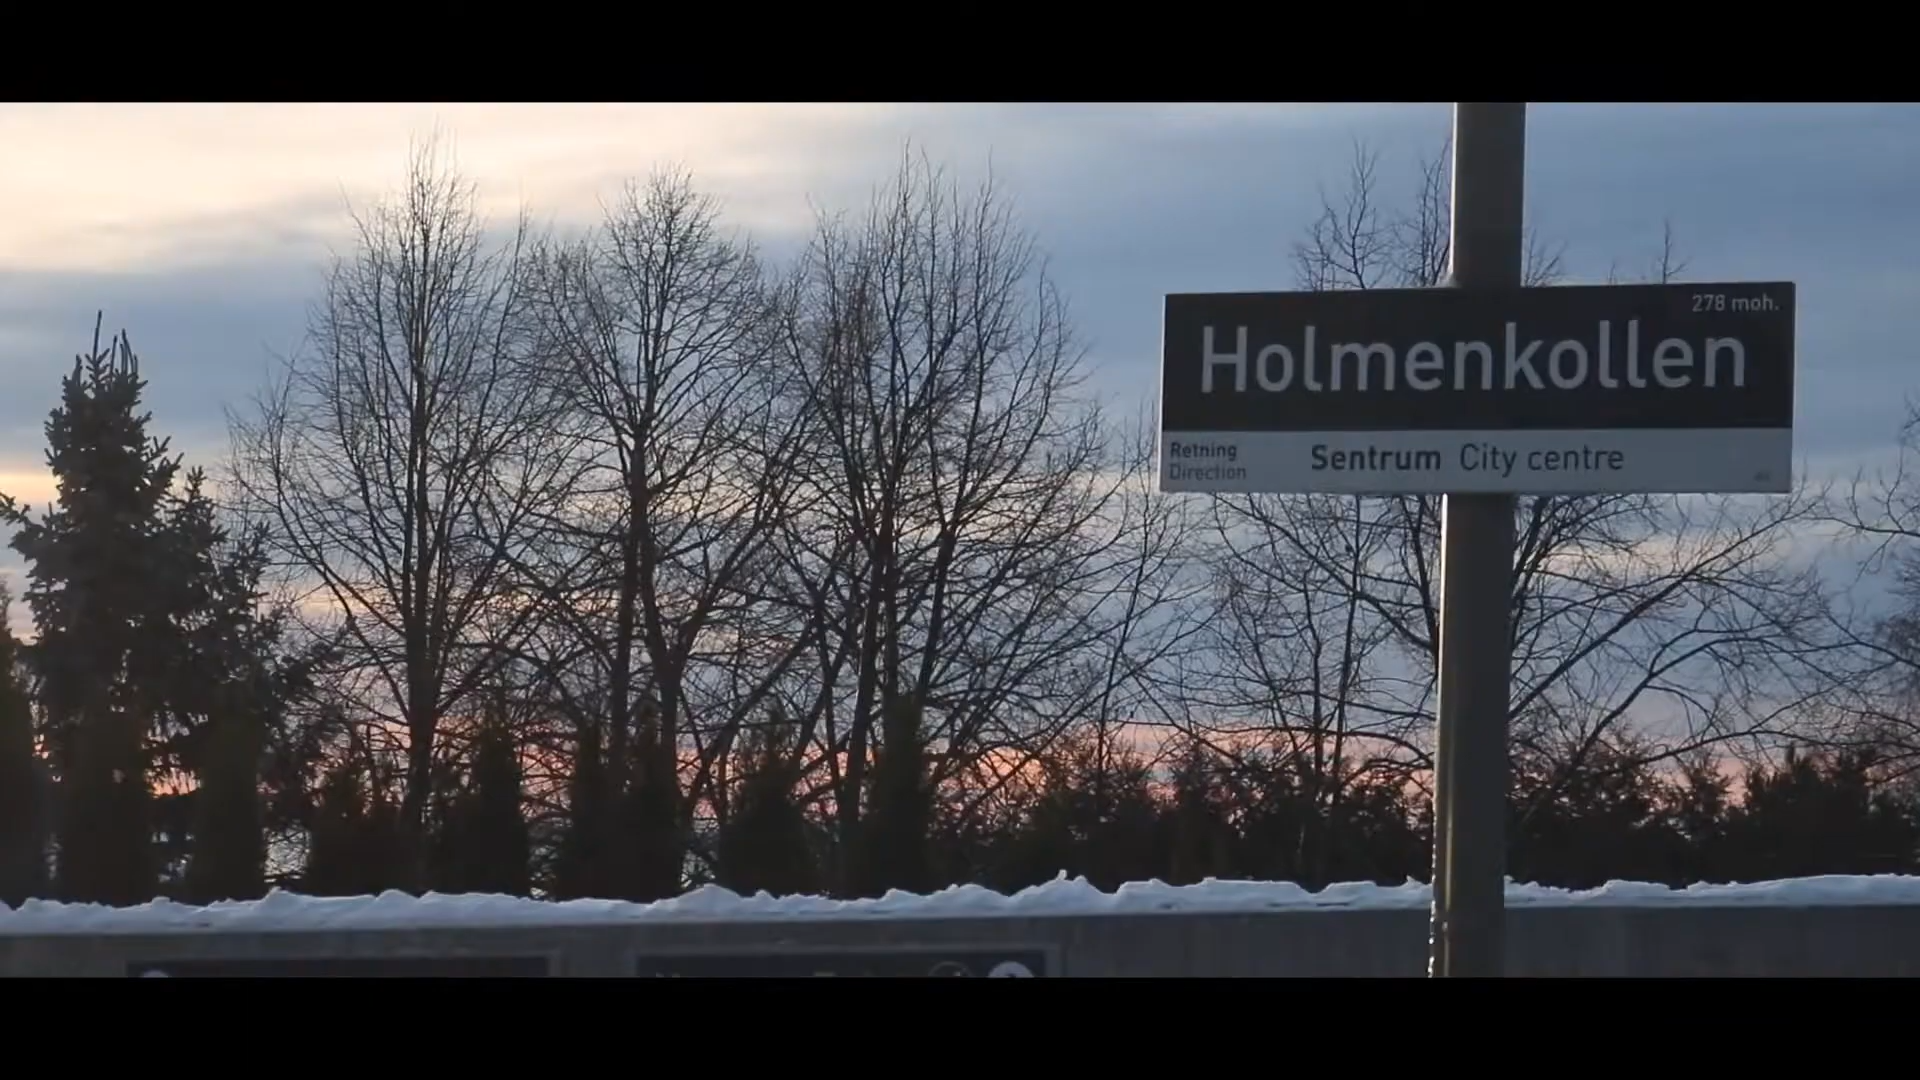 278 moh.
Holmenkollen
Retning
Direction
Sentrum City centre